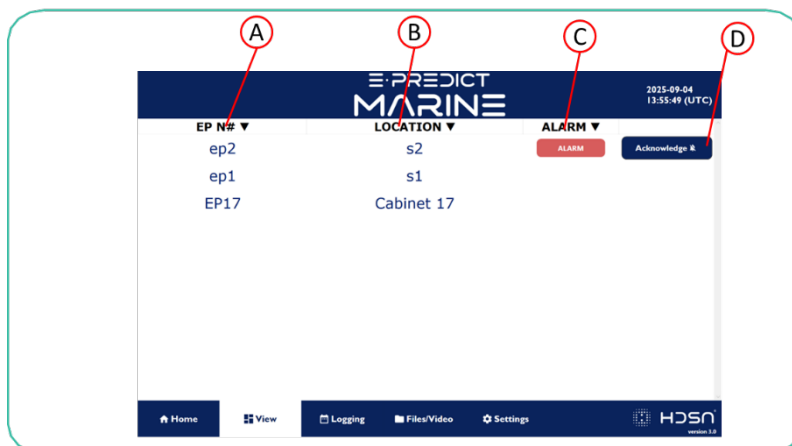 A
B
C
D
E·PREDICT
MARINE
2025-09-04
13:55:49 (UTC)
EP N# ▼ LOCATION ▼ ALARM ▼
ep2 s2 ALARM Acknowledge
ep1 s1
EP17 Cabinet 17
Home View Logging Files/Video Settings HDSN
version 3.0